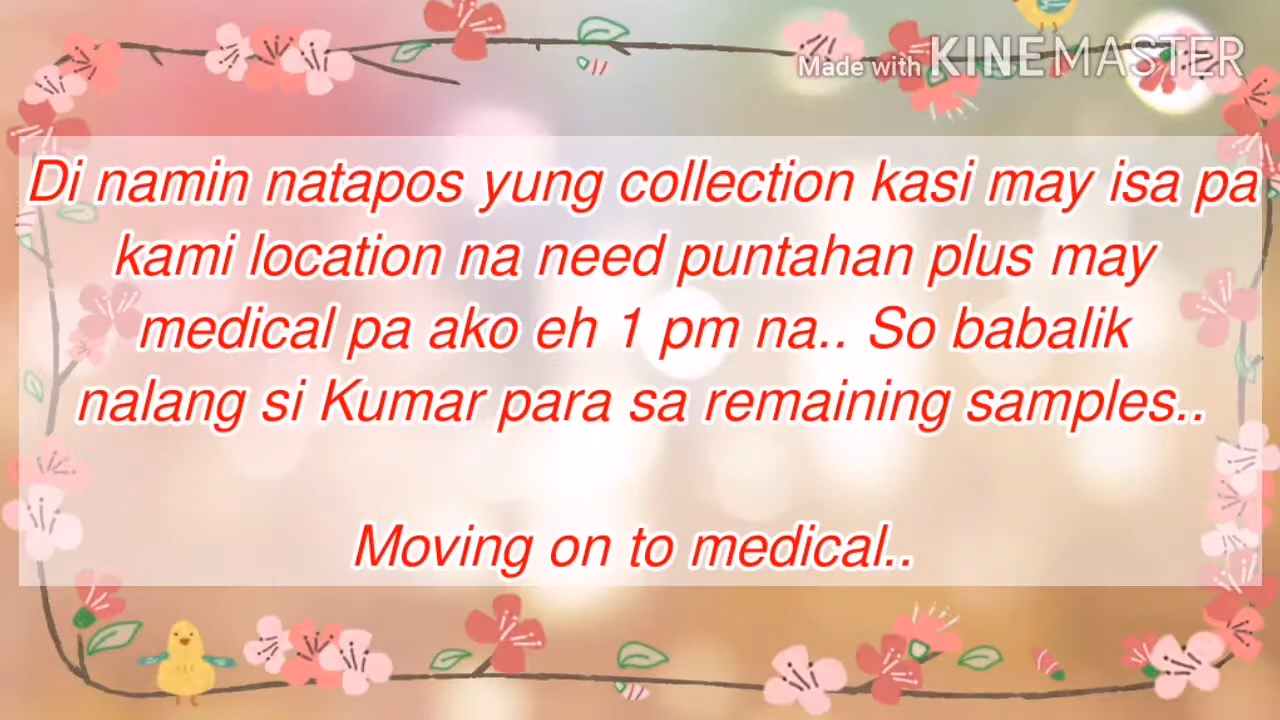 Made with KINEMASTER
Di namin natapos yung collection kasi may isa pa
kami location na need puntahan plus may
medical pa ako eh 1 pm na.. So babalik
nalang si Kumar para sa remaining samples..
Moving on to medical..